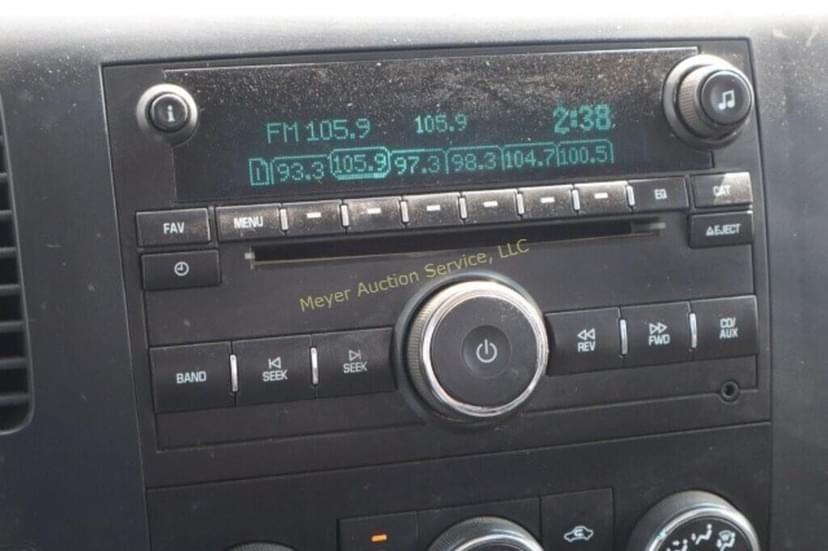 FM 105.9 105.9 2:38
1 93.3 105.9 97.3 98.3 104.7 100.5
FAV MENU EQ CAT
EJECT
Meyer Auction Service, LLC
BAND SEEK SEEK REV FWD CD/
AUX